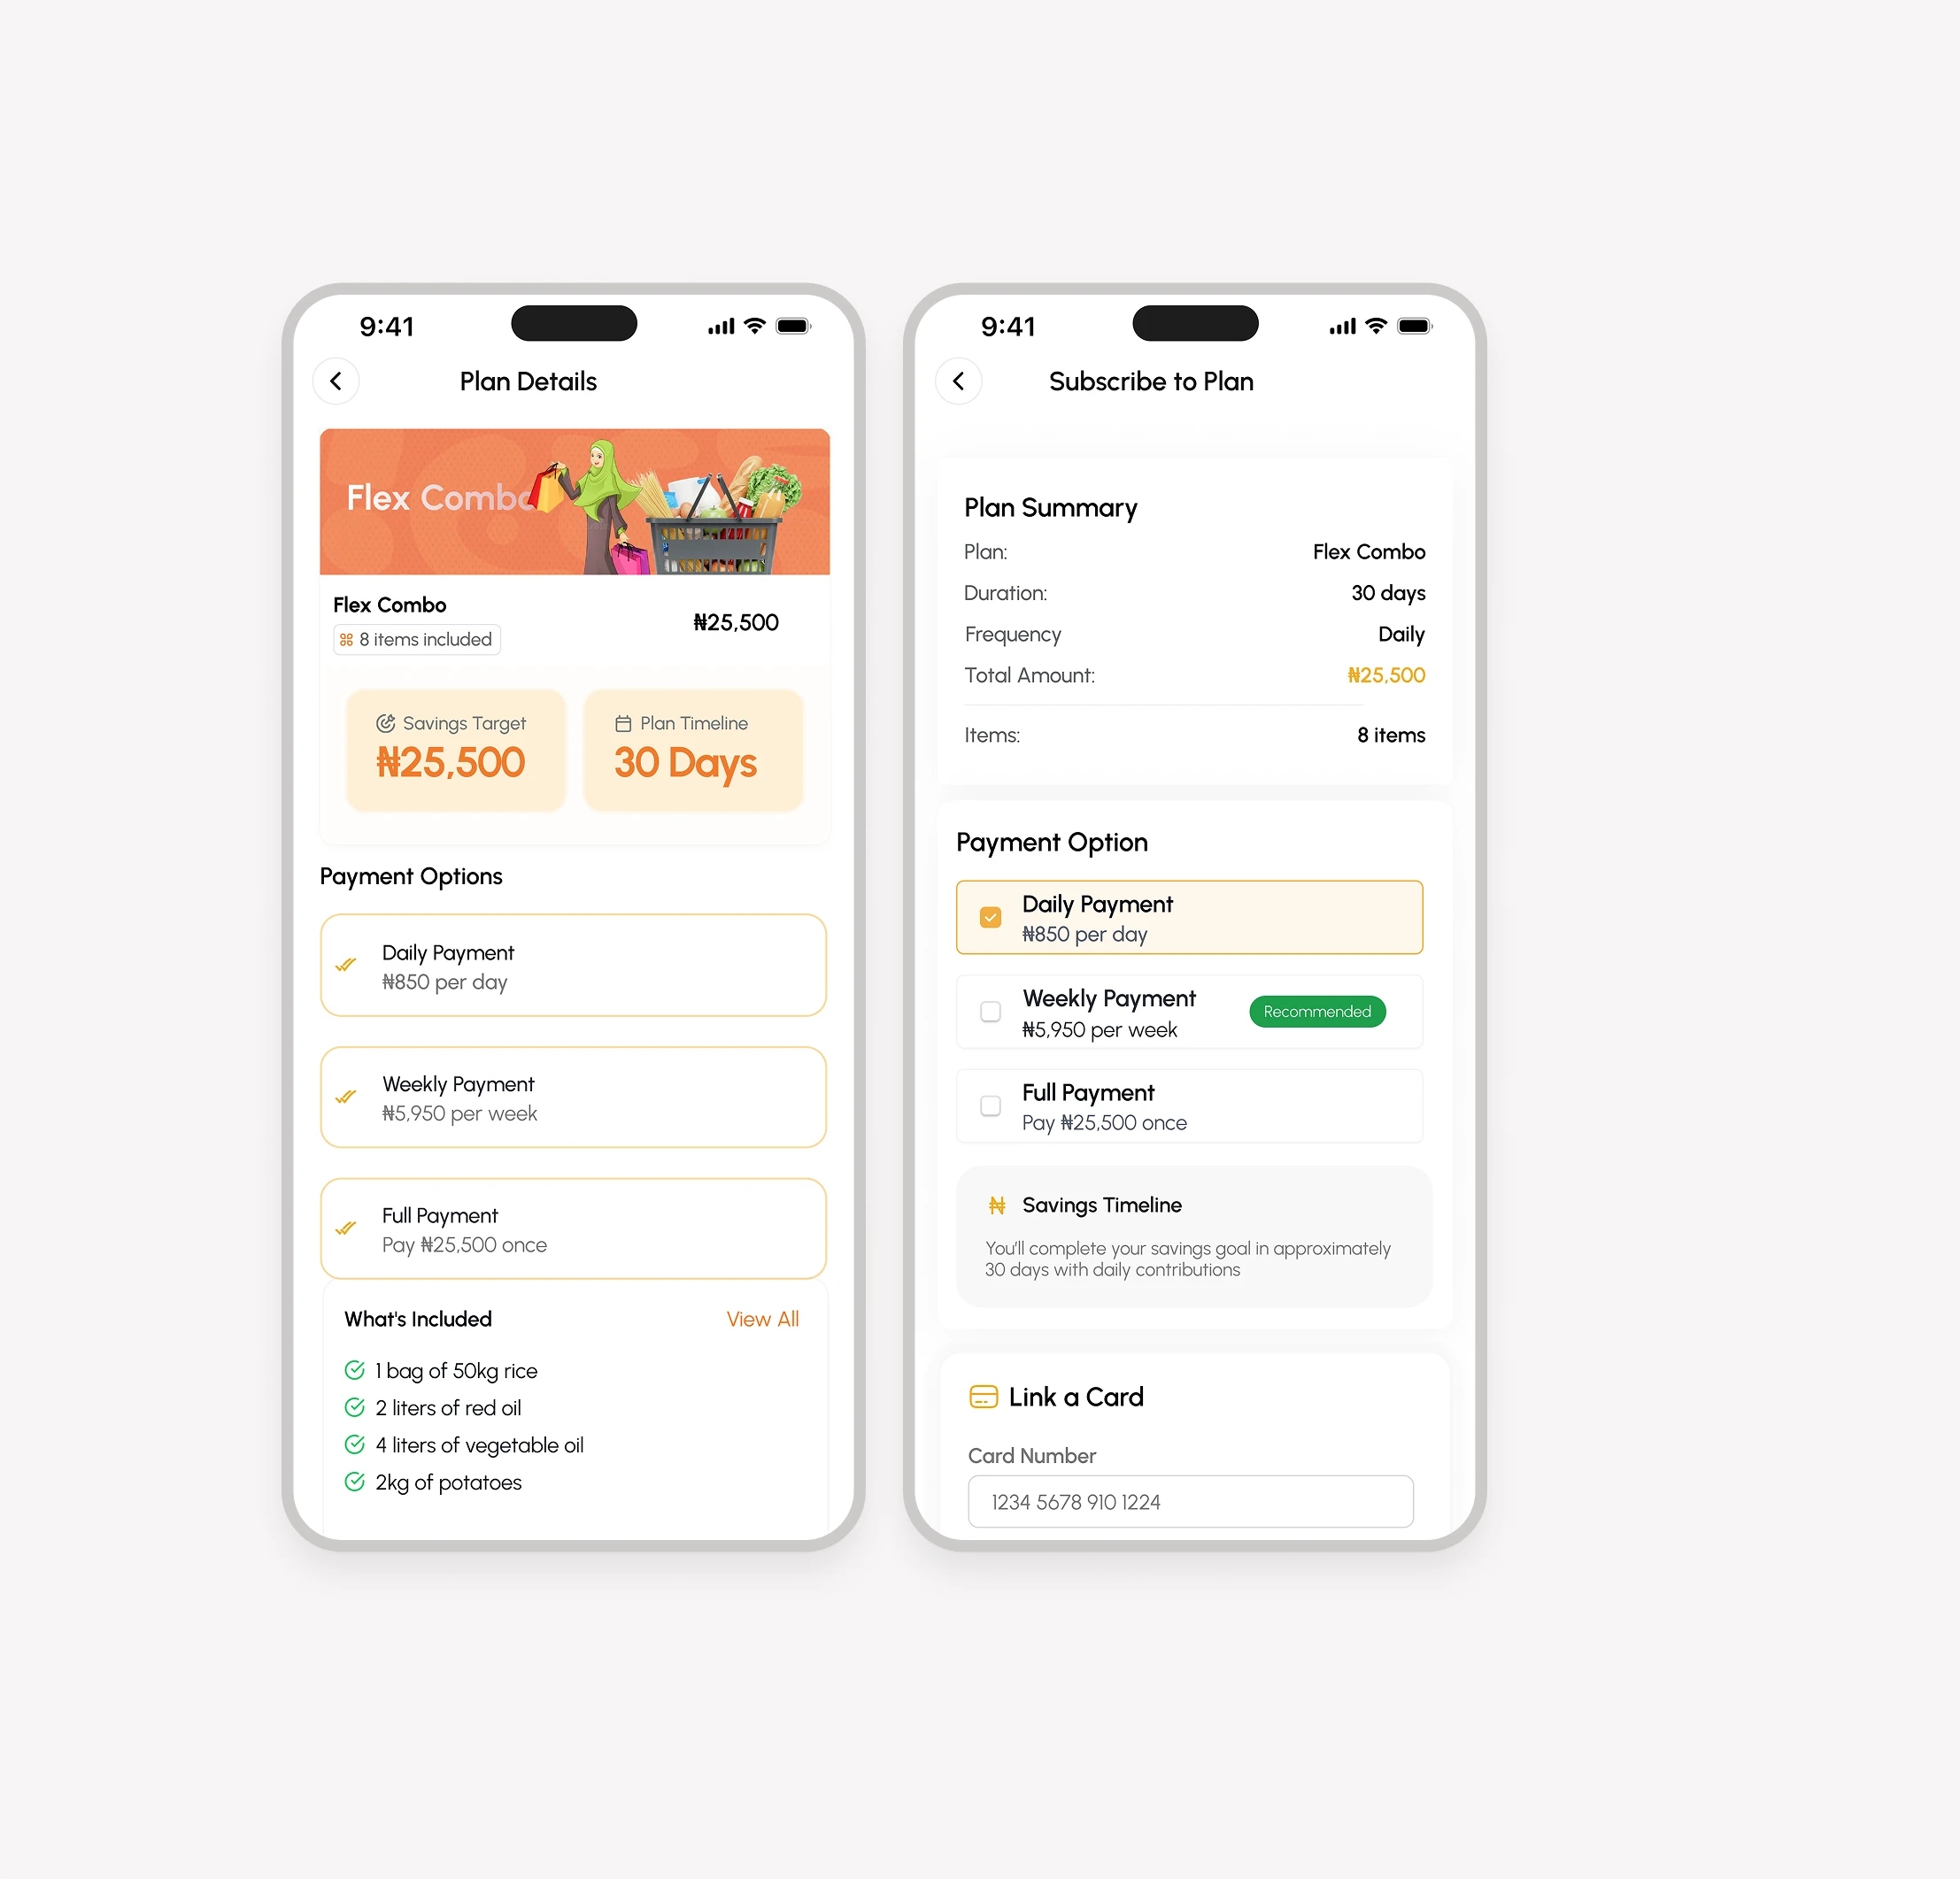 9:41
Plan Details
Flex Combo
Flex Combo
8 items included
₦25,500
Savings Target
₦25,500
Plan Timeline
30 Days
Payment Options
Daily Payment
₦850 per day
Weekly Payment
₦5,950 per week
Full Payment
Pay ₦25,500 once
What's Included
View All
1 bag of 50kg rice
2 liters of red oil
4 liters of vegetable oil
2kg of potatoes
9:41
Subscribe to Plan
Plan Summary
Plan: Flex Combo
Duration: 30 days
Frequency Daily
Total Amount: ₦25,500
Items: 8 items
Payment Option
Daily Payment
₦850 per day
Weekly Payment
₦5,950 per week
Recommended
Full Payment
Pay ₦25,500 once
₦ Savings Timeline
You'll complete your savings goal in approximately
30 days with daily contributions
Link a Card
Card Number
1234 5678 910 1224